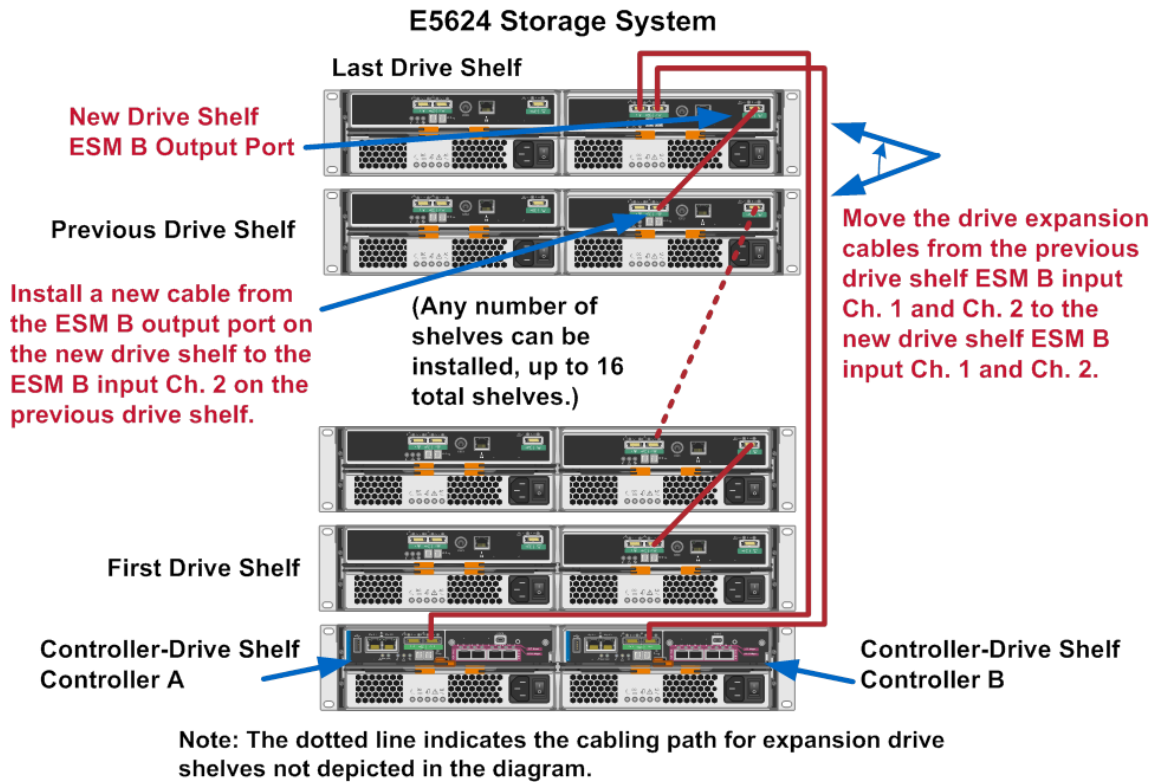 E5624 Storage System
Last Drive Shelf
New Drive Shelf
ESM B Output Port
Previous Drive Shelf
Move the drive expansion
cables from the previous
drive shelf ESM B input
Ch. 1 and Ch. 2 to the
new drive shelf ESM B
input Ch. 1 and Ch. 2.
Install a new cable from
the ESM B output port on
the new drive shelf to the
ESM B input Ch. 2 on the
previous drive shelf.
(Any number of
shelves can be
installed, up to 16
total shelves.)
First Drive Shelf
Controller-Drive Shelf
Controller A
Controller-Drive Shelf
Controller B
Note: The dotted line indicates the cabling path for expansion drive
shelves not depicted in the diagram.